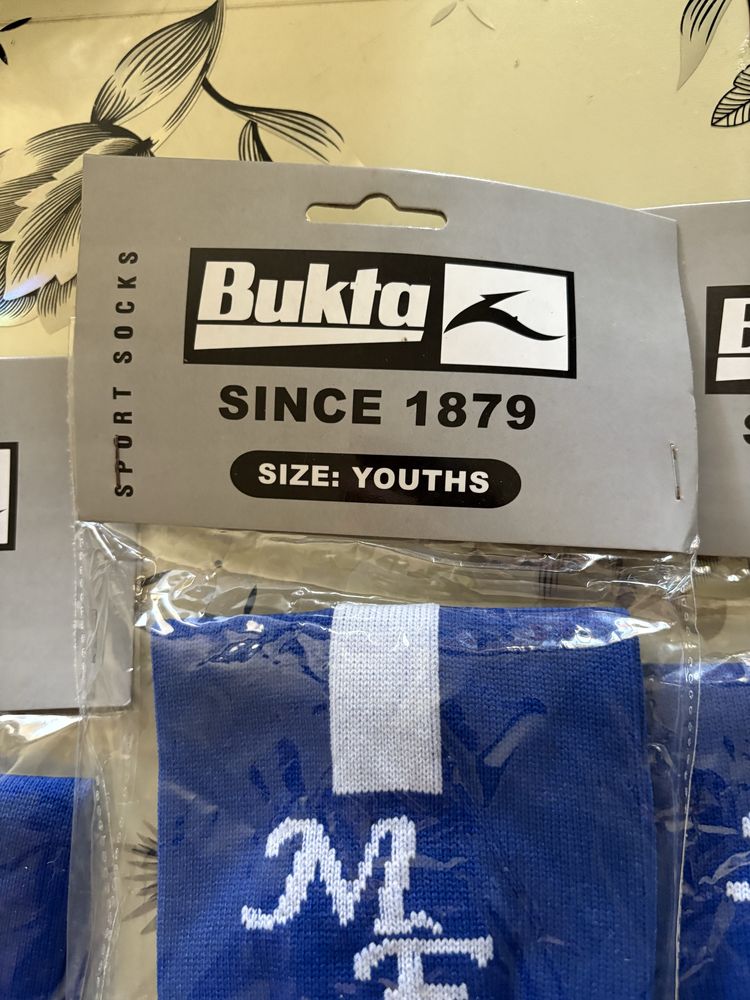 SPORT SOCKS
Bukta
SINCE 1879
SIZE: YOUTHS
M
F